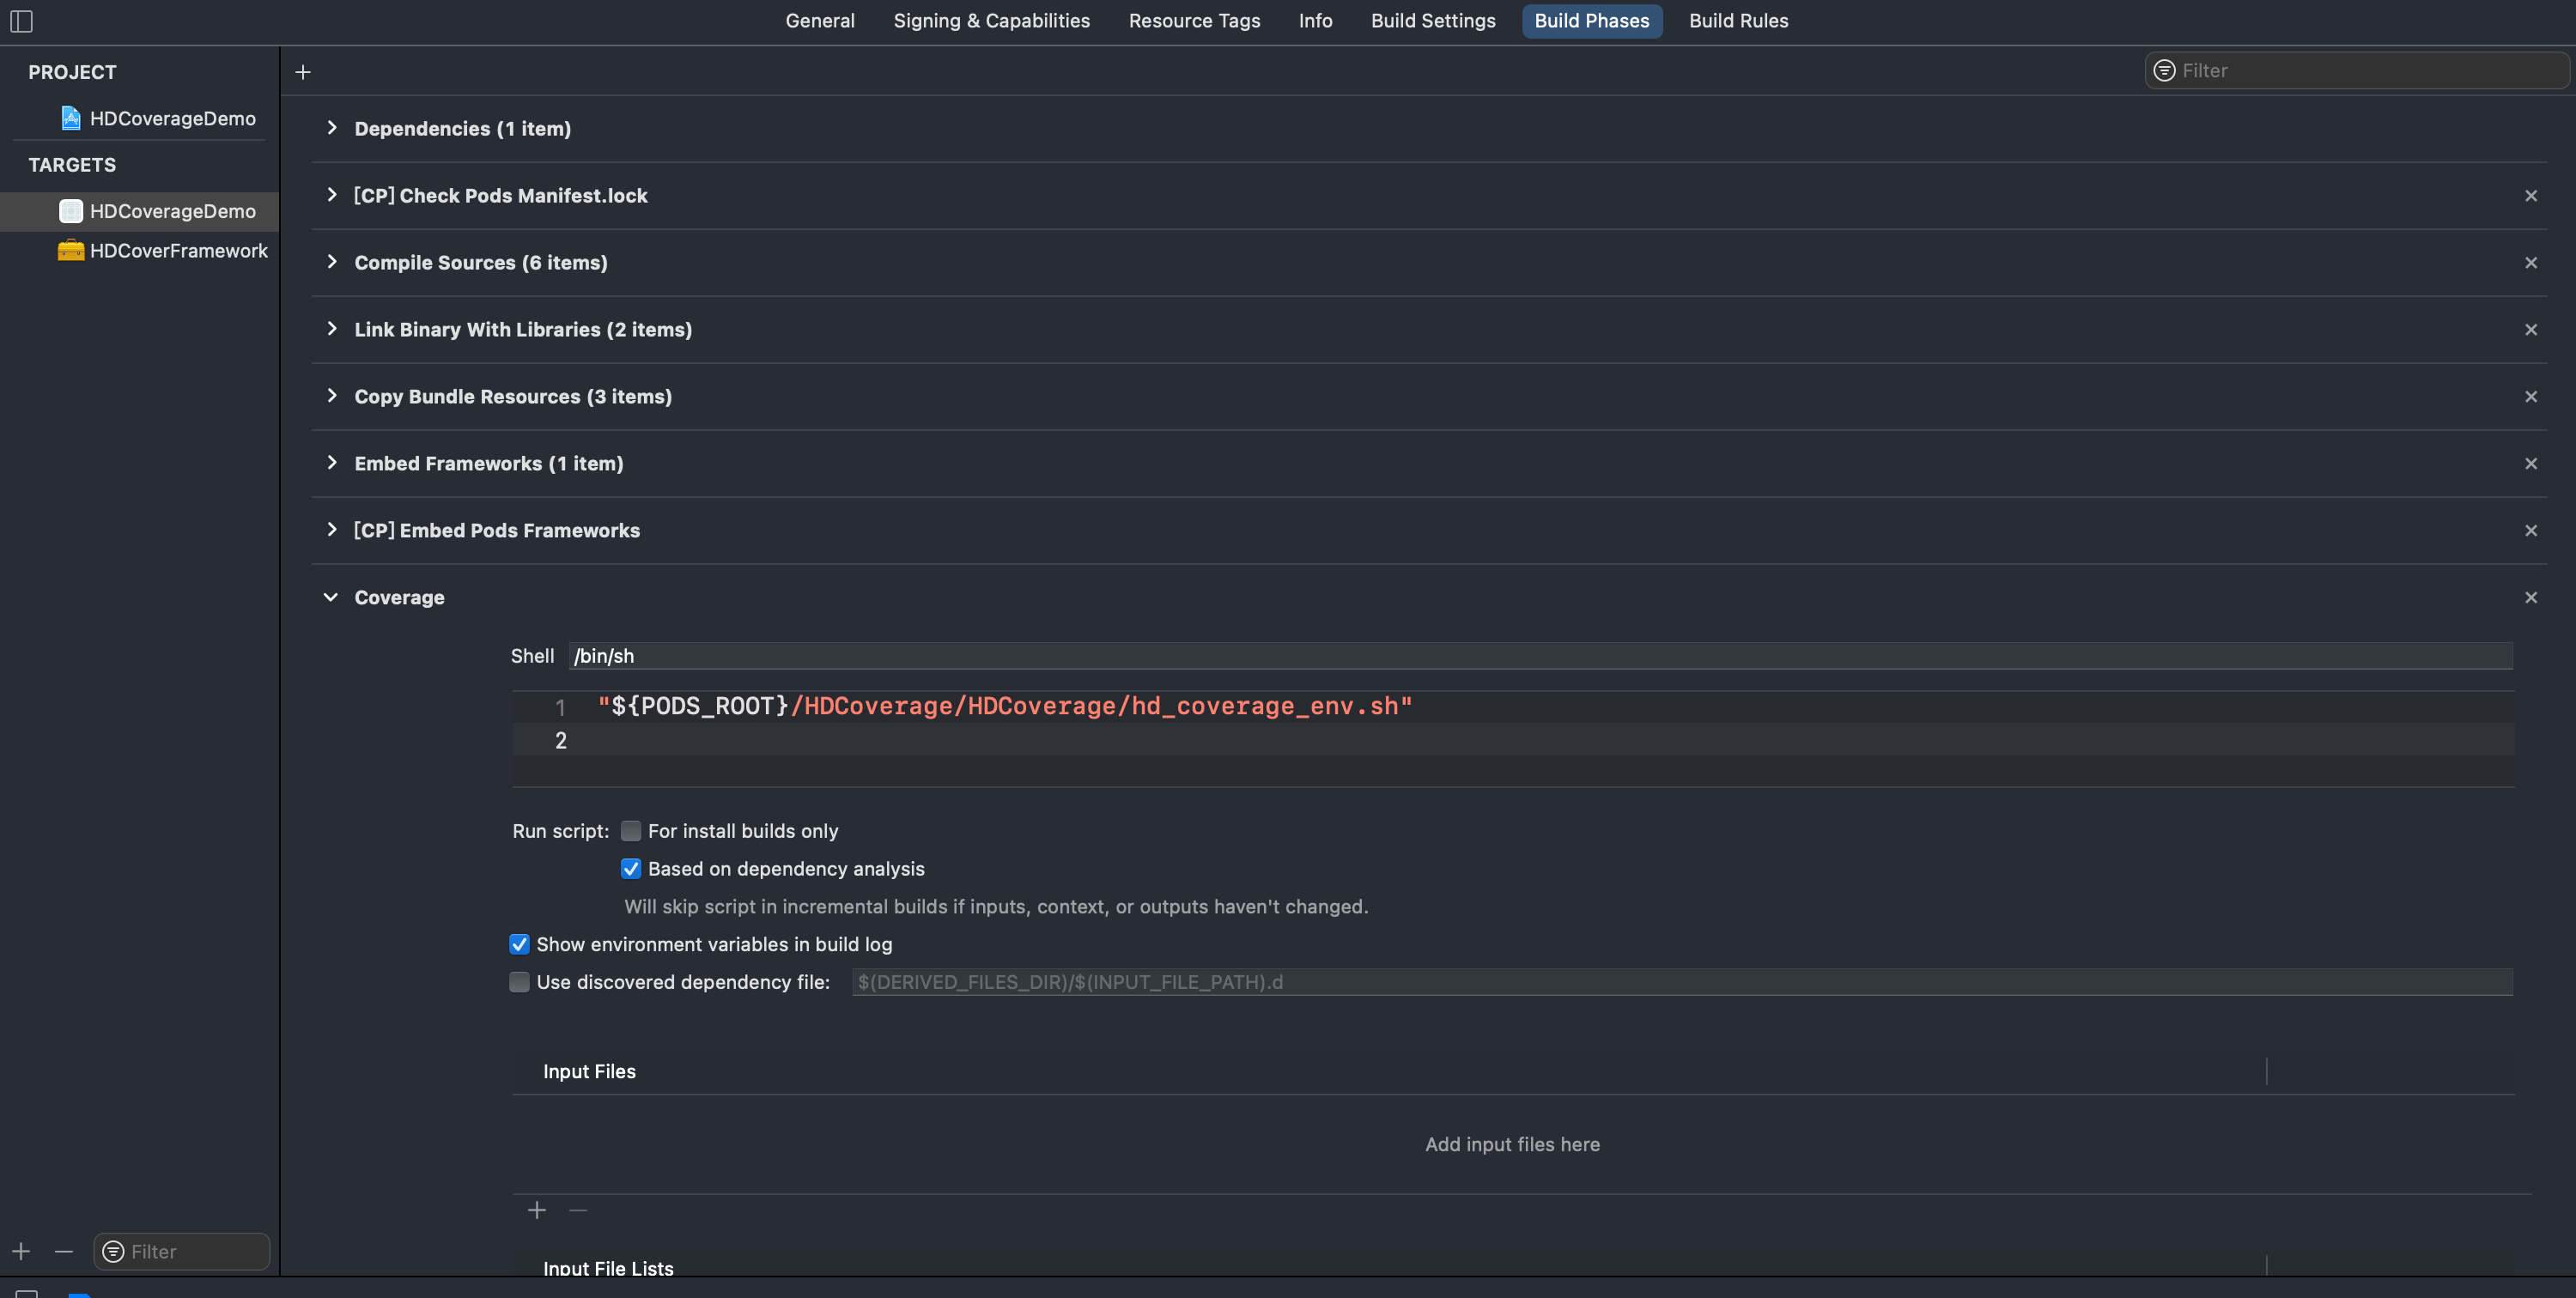 General Signing & Capabilities Resource Tags Info Build Settings Build Phases Build Rules
PROJECT
HDCoverageDemo
TARGETS
HDCoverageDemo
HDCoverFramework
Filter
Filter
Dependencies (1 item)
[CP] Check Pods Manifest.lock
Compile Sources (6 items)
Link Binary With Libraries (2 items)
Copy Bundle Resources (3 items)
Embed Frameworks (1 item)
[CP] Embed Pods Frameworks
Coverage
Shell /bin/sh
1 "${PODS_ROOT}/HDCoverage/HDCoverage/hd_coverage_env.sh"
2
Run script: For install builds only
Based on dependency analysis
Will skip script in incremental builds if inputs, context, or outputs haven't changed.
Show environment variables in build log
Use discovered dependency file: $(DERIVED_FILES_DIR)/$(INPUT_FILE_PATH).d
Input Files
Add input files here
Input File Lists